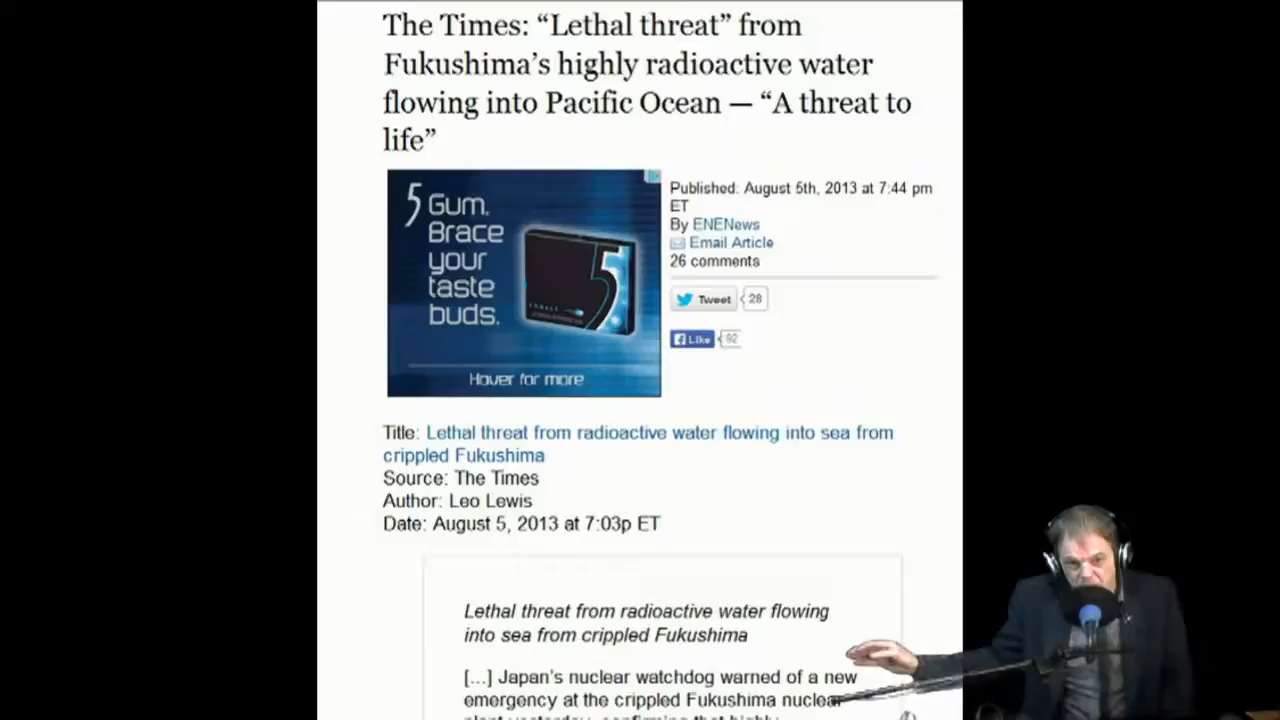 The Times: “Lethal threat” from
Fukushima’s highly radioactive water
flowing into Pacific Ocean — “A threat to
life”
5 Gum.
Brace
your
taste
buds.
5
Hover for more
Published: August 5th, 2013 at 7:44 pm
ET
By ENENews
Email Article
26 comments
Tweet 28
Like 92
Title: Lethal threat from radioactive water flowing into sea from
crippled Fukushima
Source: The Times
Author: Leo Lewis
Date: August 5, 2013 at 7:03p ET
Lethal threat from radioactive water flowing
into sea from crippled Fukushima
[...] Japan’s nuclear watchdog warned of a new
emergency at the crippled Fukushima nuclear